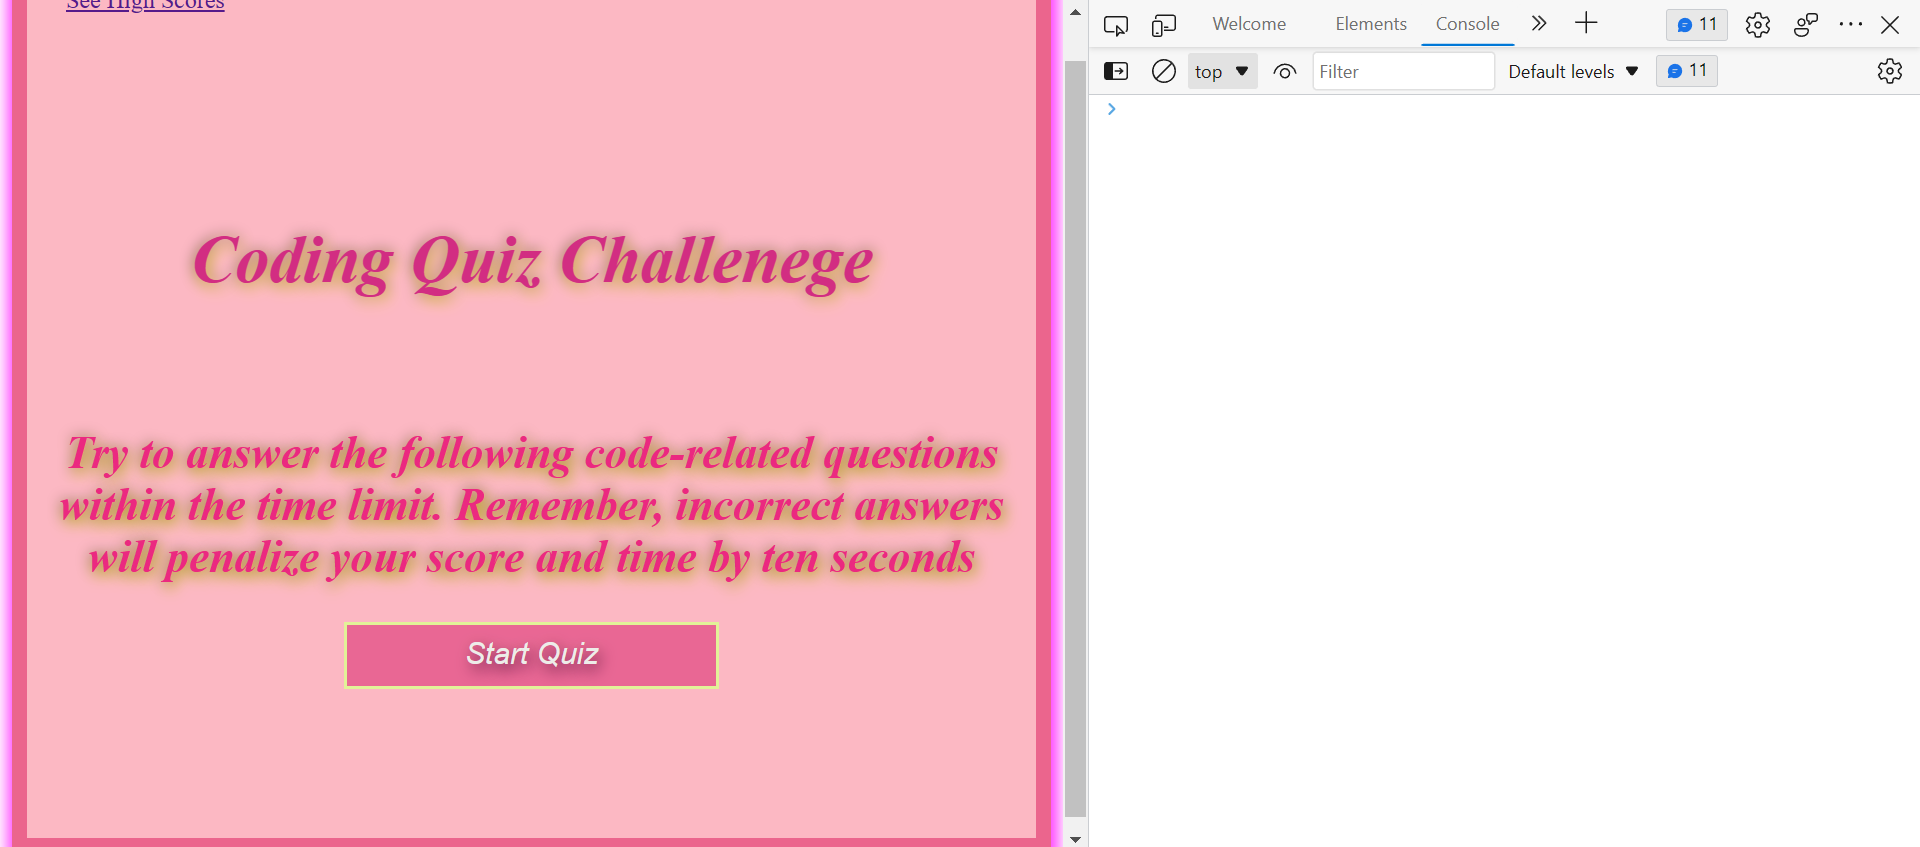 See High Scores
Coding Quiz Challenege
Try to answer the following code-related questions
within the time limit. Remember, incorrect answers
will penalize your score and time by ten seconds
Start Quiz
Welcome Elements Console 11
top Filter Default levels 11